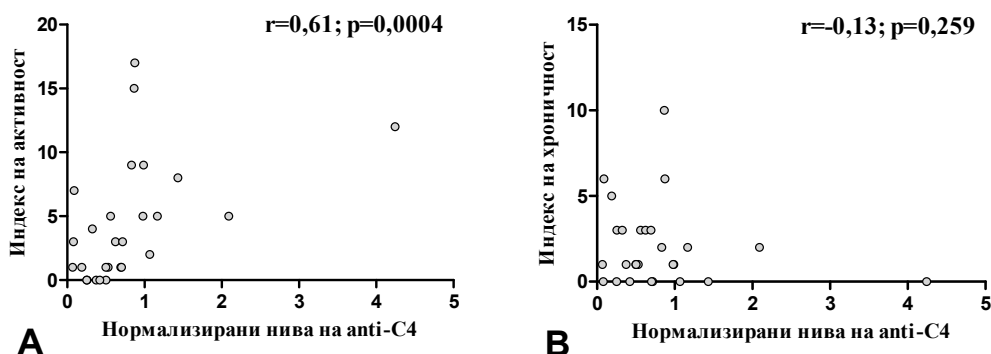 r=0,61; p=0,0004
Индекс на активност
20
15
10
5
0
0 1 2 3 4 5
Нормализирани нива на anti-C4
A
r=-0,13; p=0,259
Индекс на хроничност
15
10
5
0
0 1 2 3 4 5
Нормализирани нива на anti-C4
B